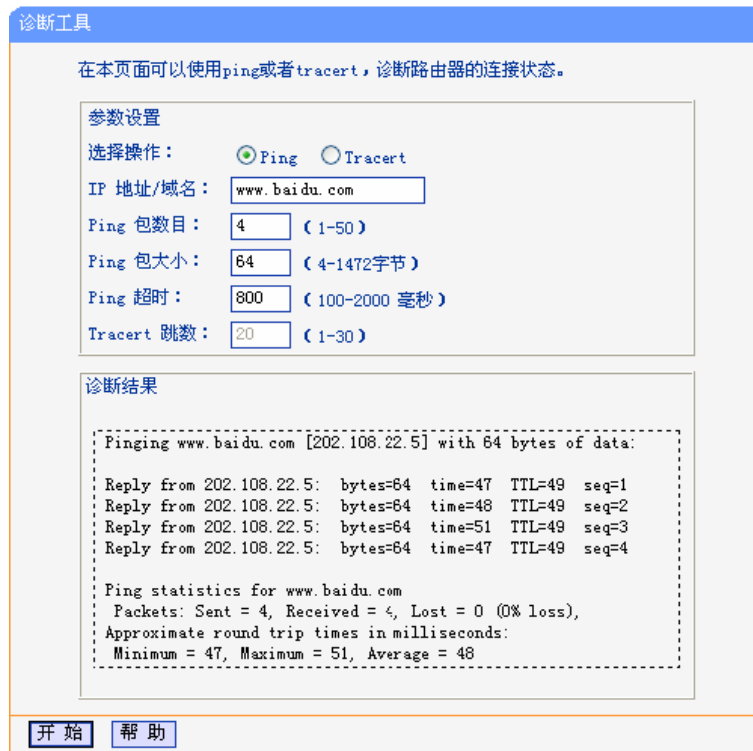 诊断工具
在本页面可以使用ping或者tracert，诊断路由器的连接状态。
参数设置
选择操作： Ping Tracert
IP 地址/域名： www.baidu.com
Ping 包数目： 4 （1-50）
Ping 包大小： 64 （4-1472字节）
Ping 超时： 800 （100-2000 毫秒）
Tracert 跳数： 20 （1-30）
诊断结果
Pinging www.baidu.com [202.108.22.5] with 64 bytes of data:
Reply from 202.108.22.5: bytes=64 time=47 TTL=49 seq=1
Reply from 202.108.22.5: bytes=64 time=48 TTL=49 seq=2
Reply from 202.108.22.5: bytes=64 time=51 TTL=49 seq=3
Reply from 202.108.22.5: bytes=64 time=47 TTL=49 seq=4
Ping statistics for www.baidu.com
Packets: Sent = 4, Received = 4, Lost = 0 (0% loss),
Approximate round trip times in milliseconds:
Minimum = 47, Maximum = 51, Average = 48
开 始 帮 助